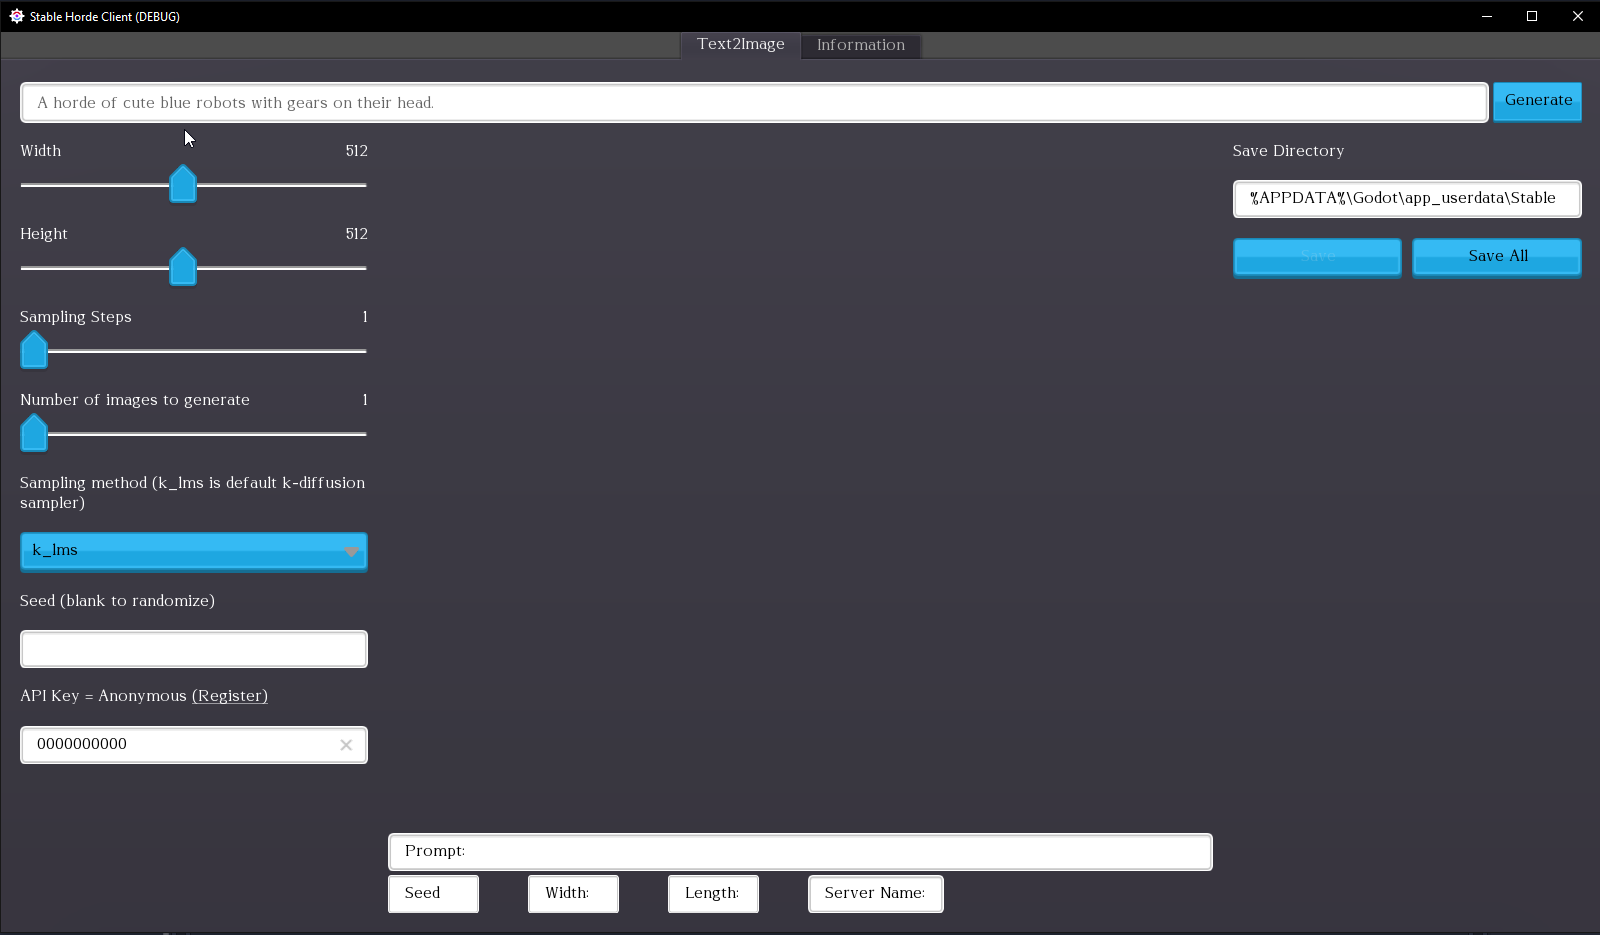 Stable Horde Client (DEBUG)
Text2Image
Information
A horde of cute blue robots with gears on their head.
Generate
Width 512
Height 512
Sampling Steps 1
Number of images to generate 1
Sampling method (k_lms is default k-diffusion
sampler)
k_lms
Seed (blank to randomize)
API Key = Anonymous (Register)
0000000000
Save Directory
%APPDATA%\Godot\app_userdata\Stable
Save
Save All
Prompt:
Seed
Width:
Length:
Server Name: